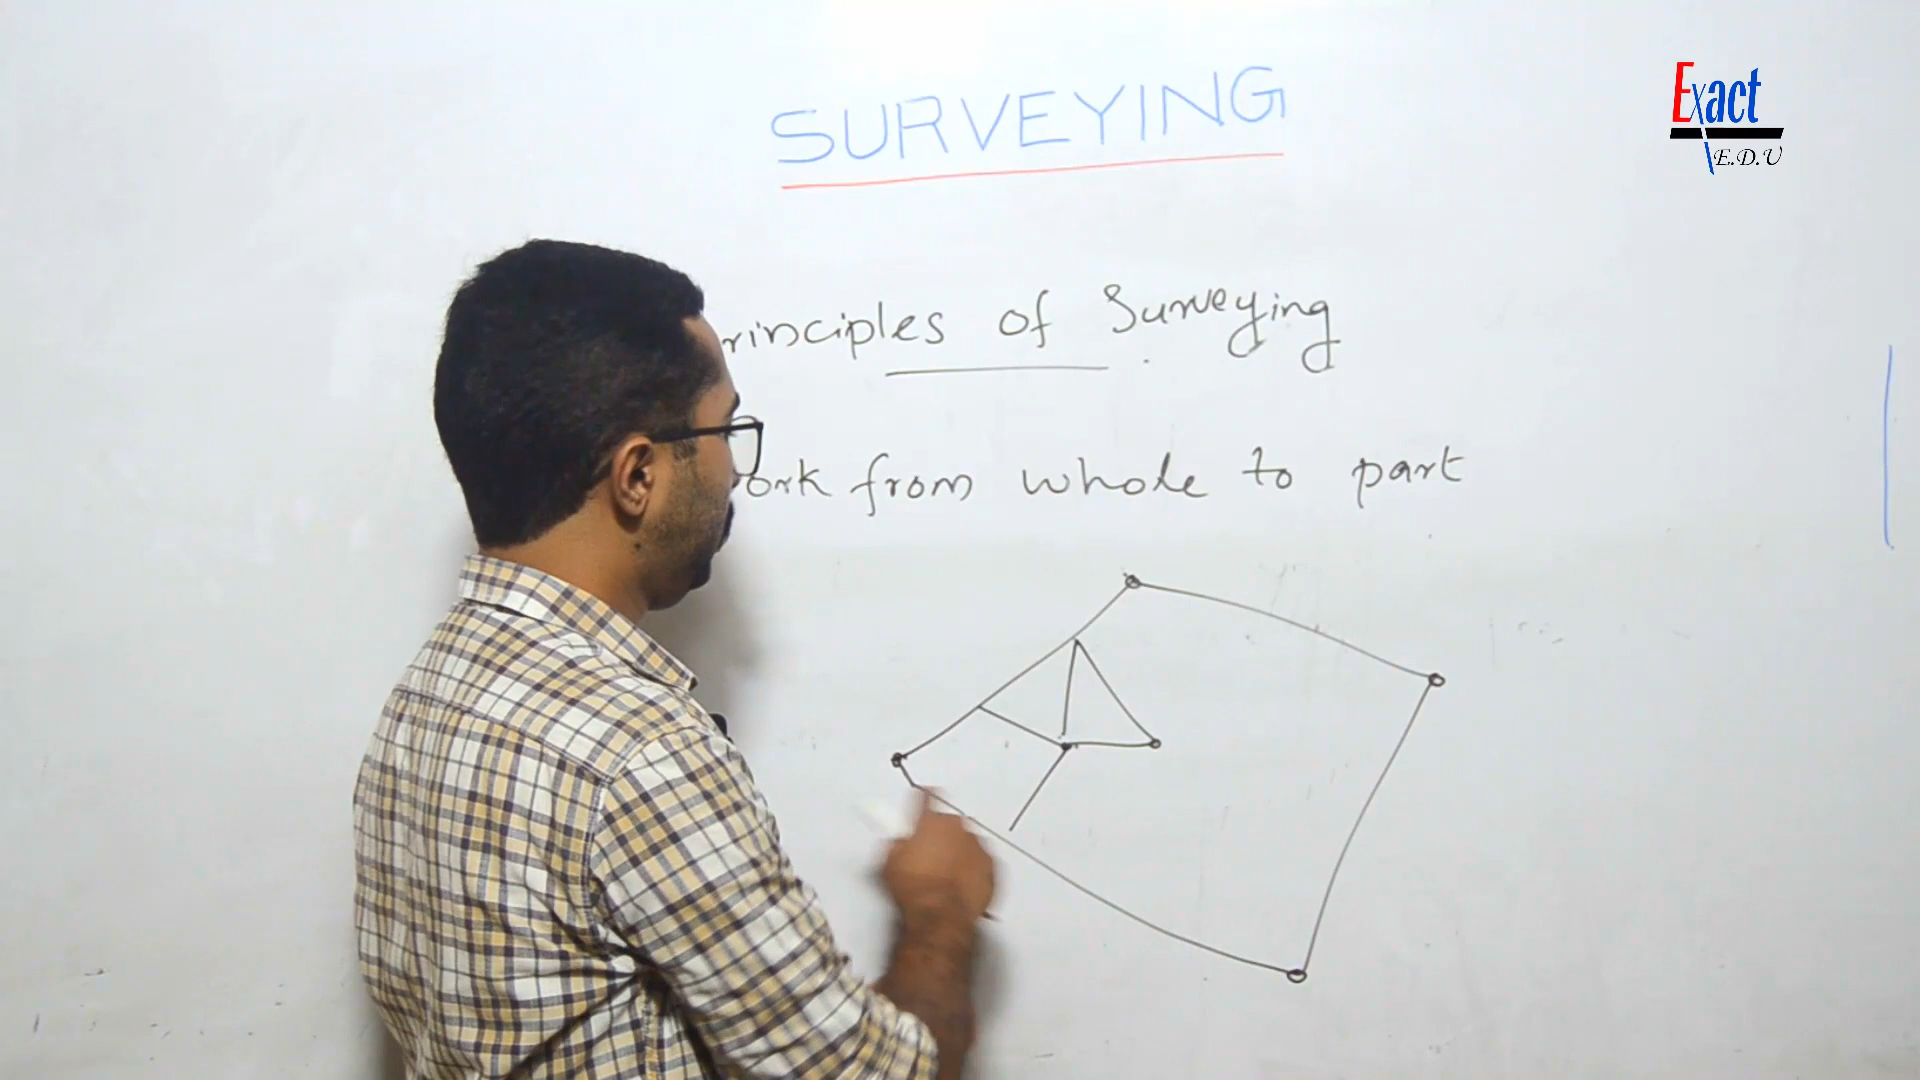 SURVEYING
Exact
E.D.U
rinciples of Surveying
ork from whole to part